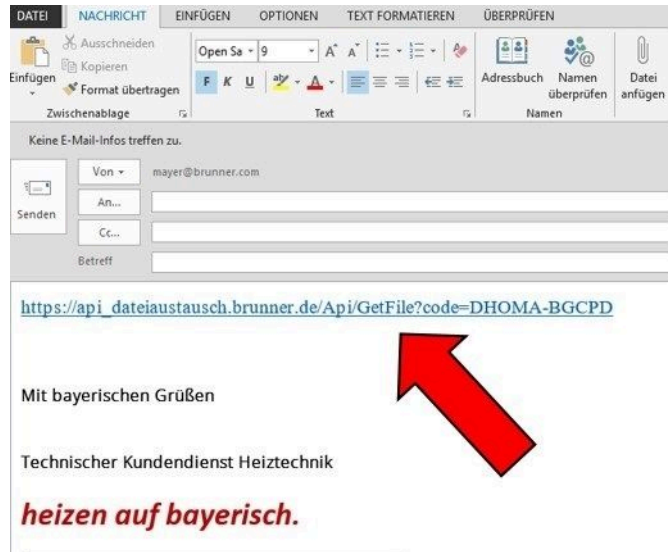 DATEI NACHRICHT EINFÜGEN OPTIONEN TEXT FORMATIEREN ÜBERPRÜFEN
Einfügen
Ausschneiden
Kopieren
Format übertragen
Zwischenablage
Open Sa 9
F K U
Text
Adressbuch
Namen
überprüfen
Namen
Datei
anfügen
Keine E-Mail-Infos treffen zu.
Senden
Von mayer@brunner.com
An...
Cc...
Betreff
https://api_dateiaustausch.brunner.de/Api/GetFile?code=DHOMA-BGCPD
Mit bayerischen Grüßen
Technischer Kundendienst Heiztechnik
heizen auf bayerisch.